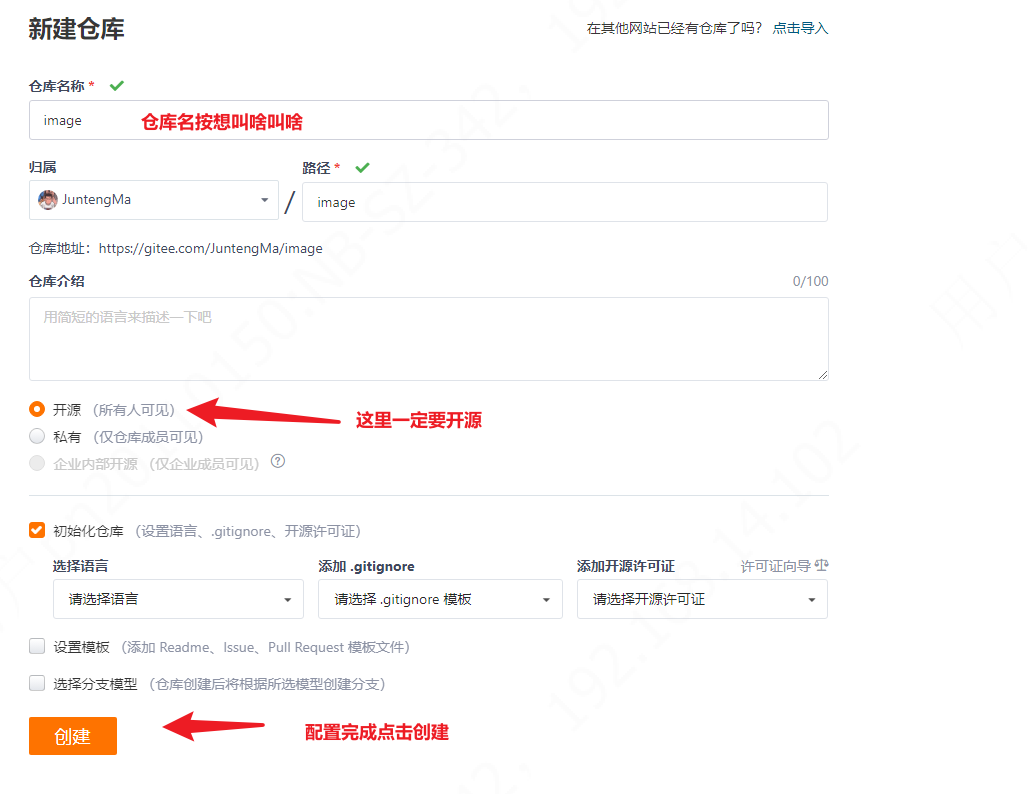 新建仓库
在其他网站已经有仓库了吗? 点击导入
仓库名称 *
image 仓库名按想叫啥叫啥
归属 路径 *
JuntengMa / image
仓库地址：https://gitee.com/JuntengMa/image
仓库介绍 0/100
用简短的语言来描述一下吧
开源 （所有人可见） 这里一定要开源
私有 （仅仓库成员可见）
企业内部开源 （仅企业成员可见） ?
初始化仓库 （设置语言、.gitignore、开源许可证）
选择语言 添加 .gitignore 添加开源许可证 许可证向导
请选择语言 请选择 .gitignore 模板 请选择开源许可证
设置模板 （添加 Readme、Issue、Pull Request 模板文件）
选择分支模型 （仓库创建后将根据所选模型创建分支）
创建 配置完成点击创建